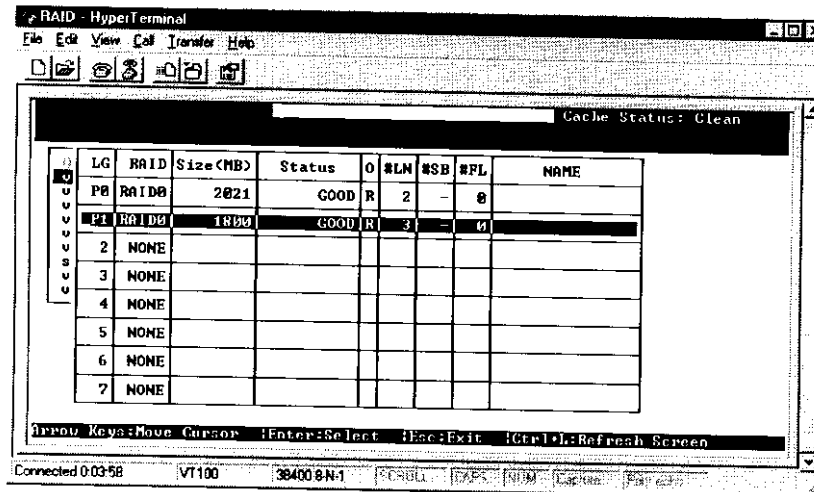 RAID - HyperTerminal
File Edit View Call Transfer Help
Cache Status: Clean
LG RAID Size(MB) Status O #LN #SB #FL NAME
P0 RAID0 2021 GOOD R 2 - 0
P1 RAID0 1800 GOOD R 3 - 0
2 NONE
3 NONE
4 NONE
5 NONE
6 NONE
7 NONE
v
v
v
v
v
v
s
v
v
Arrow Keys:Move Cursor |Enter:Select |Esc:Exit |Ctrl+L:Refresh Screen
Connected 0:03:58 VT100 38400 8-N-1 SCROLL CAPS NUM Capture Print echo